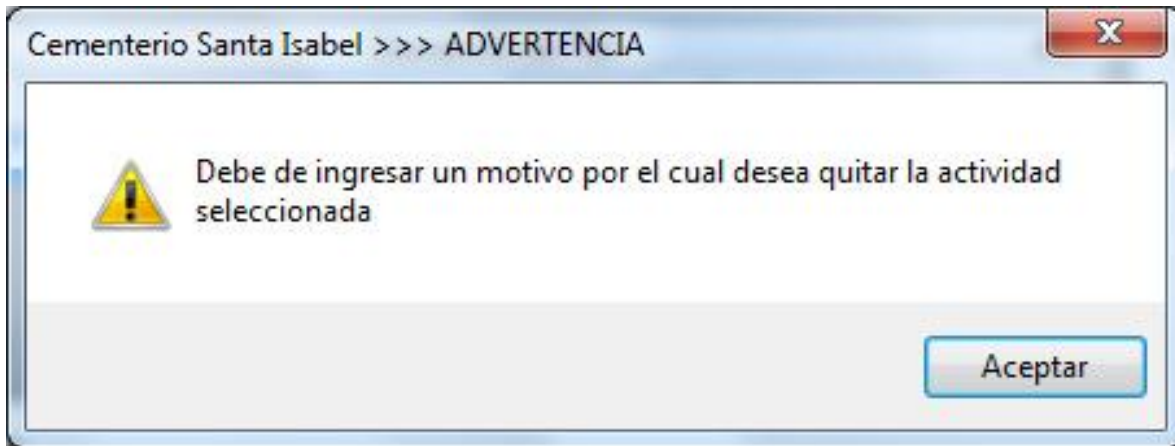 Cementerio Santa Isabel >>> ADVERTENCIA
Debe de ingresar un motivo por el cual desea quitar la actividad
seleccionada
Aceptar